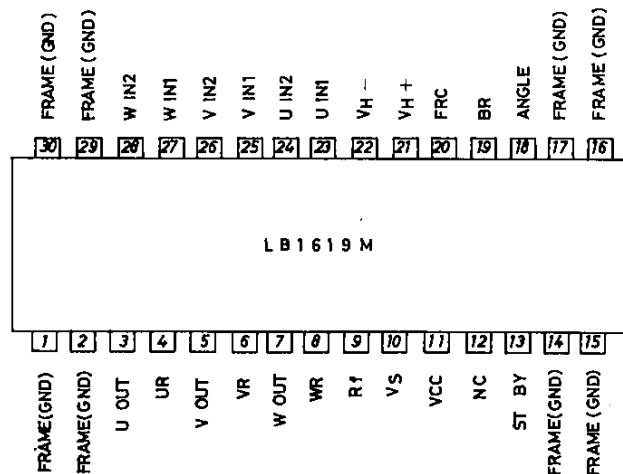 FRAME(GND) FRAME(GND) W IN2 W IN1 V IN2 V IN1 U IN2 U IN1 VH − VH + FRC BR ANGLE FRAME(GND) FRAME(GND)
30 29 28 27 26 25 24 23 22 21 20 19 18 17 16
LB1619M
1 2 3 4 5 6 7 8 9 10 11 12 13 14 15
FRAME(GND) FRAME(GND) U OUT UR V OUT VR W OUT WR Rf VS VCC NC ST BY FRAME(GND) FRAME(GND)